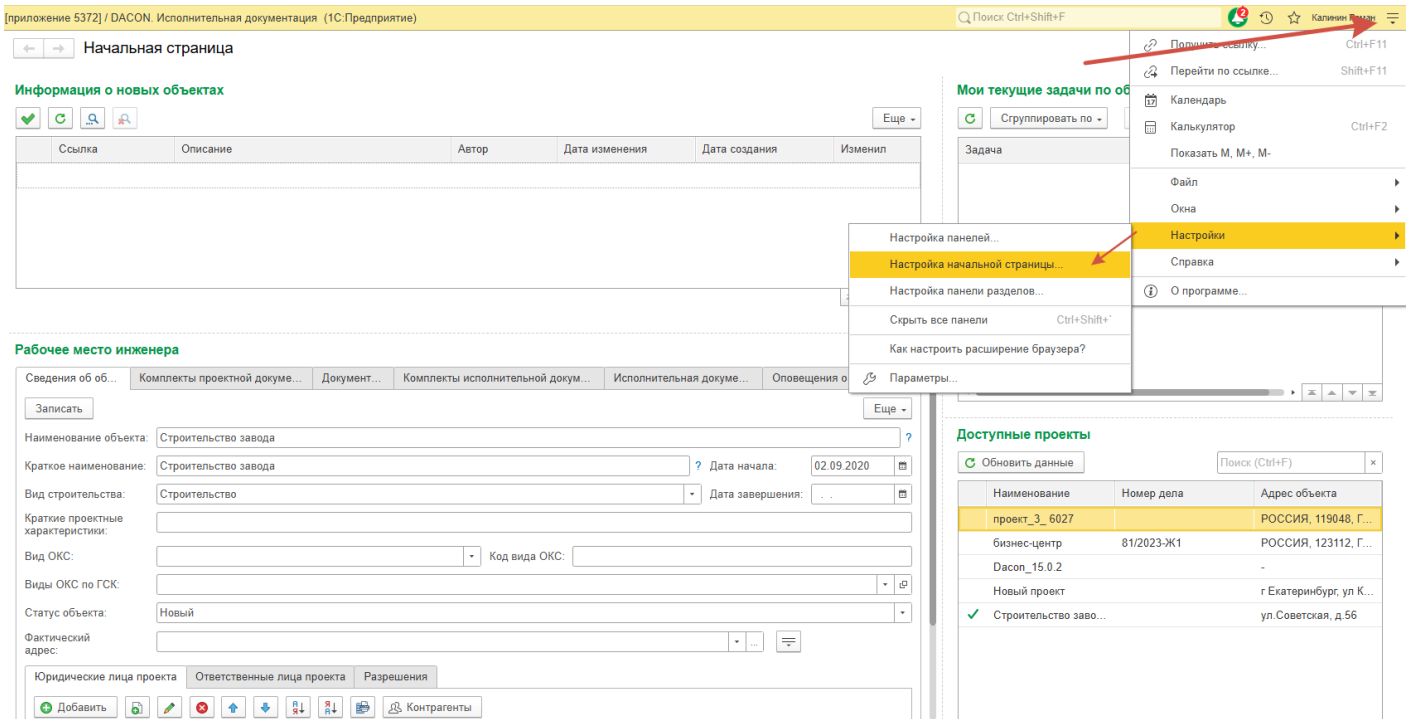 [приложение 5372] / DACON. Исполнительная документация (1С:Предприятие)
Поиск Ctrl+Shift+F
2
Калинин Роман
Начальная страница
Получить ссылку... Ctrl+F11
Перейти по ссылке... Shift+F11
17 Календарь
Калькулятор Ctrl+F2
Показать M, M+, M-
Файл
Окна
Настройки
Справка
О программе...
Настройка панелей...
Настройка начальной страницы...
Настройка панели разделов...
Скрыть все панели Ctrl+Shift+`
Как настроить расширение браузера?
Параметры...
Информация о новых объектах
Еще
Ссылка Описание Автор Дата изменения Дата создания Изменил
Мои текущие задачи по об
Сгруппировать по
Задача
Рабочее место инженера
Сведения об об... Комплекты проектной докуме... Документ... Комплекты исполнительной докум... Исполнительная докуме... Оповещения о
Записать Еще
Наименование объекта: Строительство завода ?
Краткое наименование: Строительство завода ? Дата начала: 02.09.2020
Вид строительства: Строительство Дата завершения: . .
Краткие проектные
характеристики:
Вид ОКС: Код вида ОКС:
Виды ОКС по ГСК:
Статус объекта: Новый
Фактический
адрес: ...
Юридические лица проекта Ответственные лица проекта Разрешения
Добавить Контрагенты
Доступные проекты
Обновить данные Поиск (Ctrl+F) ×
Наименование Номер дела Адрес объекта
проект_3_ 6027 РОССИЯ, 119048, Г...
бизнес-центр 81/2023-Ж1 РОССИЯ, 123112, Г...
Dacon_15.0.2 -
Новый проект г Екатеринбург, ул К...
Строительство заво... ул.Советская, д.56